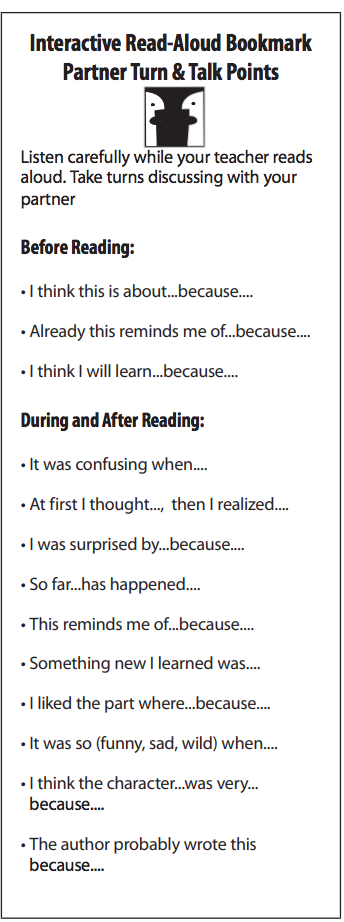 Interactive Read-Aloud Bookmark
Partner Turn & Talk Points
Listen carefully while your teacher reads
aloud. Take turns discussing with your
partner
Before Reading:
• I think this is about...because....
• Already this reminds me of...because....
• I think I will learn...because....
During and After Reading:
• It was confusing when....
• At first I thought..., then I realized....
• I was surprised by...because....
• So far...has happened....
• This reminds me of...because....
• Something new I learned was....
• I liked the part where...because....
• It was so (funny, sad, wild) when....
• I think the character...was very...
because....
• The author probably wrote this
because....